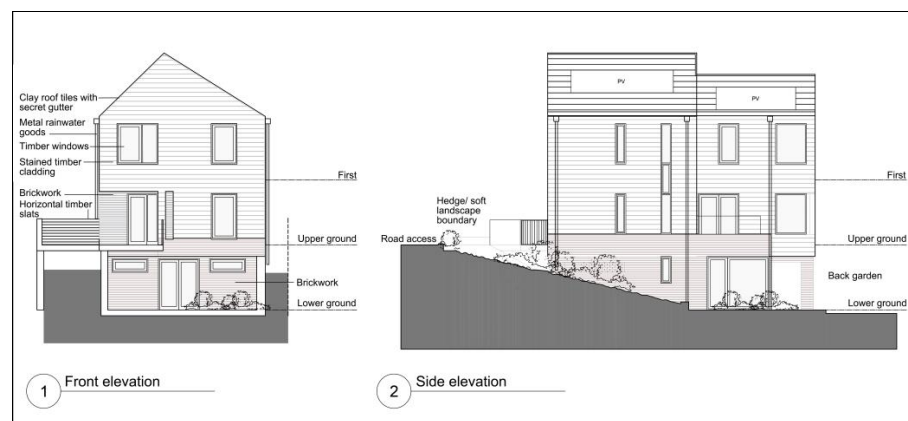 Clay roof tiles with
secret gutter
Metal rainwater
goods
Timber windows
Stained timber
cladding
Brickwork
Horizontal timber
slats
First
Upper ground
Brickwork
Lower ground
1 Front elevation
PV
PV
First
Hedge/ soft
landscape
boundary
Road access
Upper ground
Back garden
Lower ground
2 Side elevation